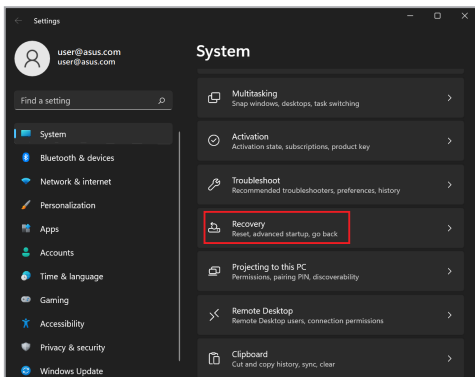 Settings
user@asus.com
user@asus.com
Find a setting
System
Bluetooth & devices
Network & internet
Personalization
Apps
Accounts
Time & language
Gaming
Accessibility
Privacy & security
Windows Update
System
Multitasking
Snap windows, desktops, task switching
Activation
Activation state, subscriptions, product key
Troubleshoot
Recommended troubleshooters, preferences, history
Recovery
Reset, advanced startup, go back
Projecting to this PC
Permissions, pairing PIN, discoverability
Remote Desktop
Remote Desktop users, connection permissions
Clipboard
Cut and copy history, sync, clear